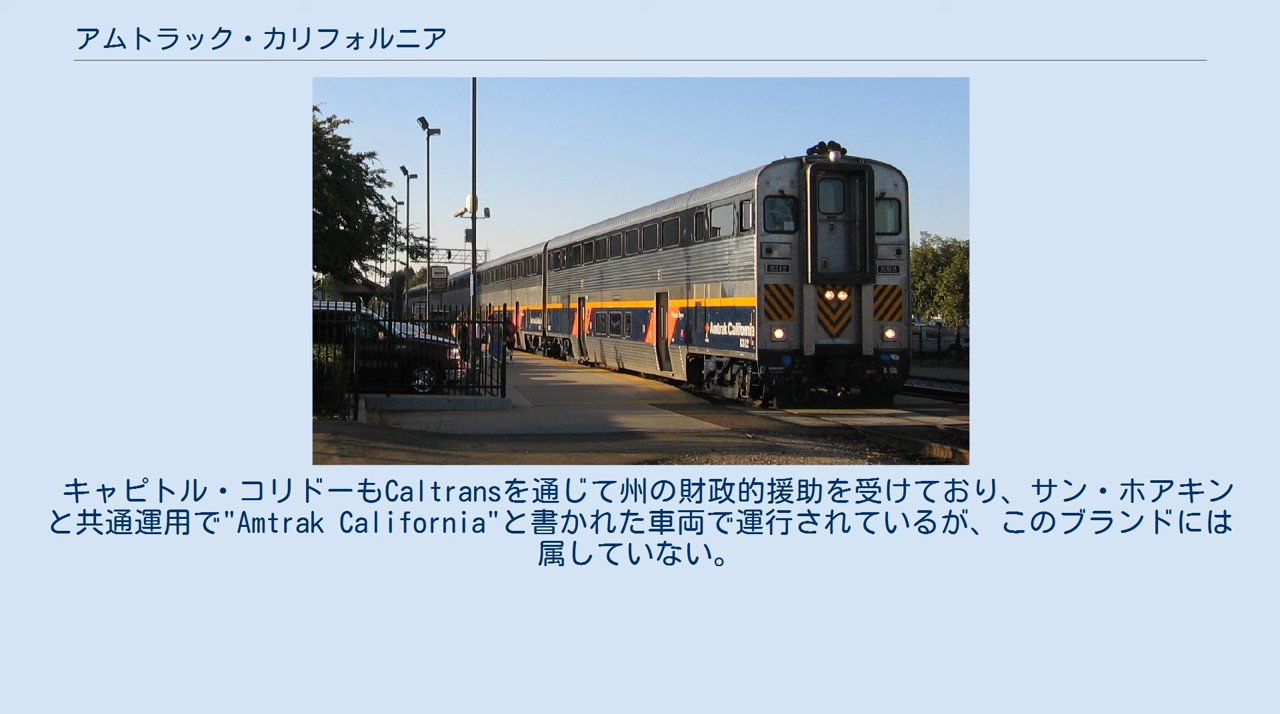 アムトラック・カリフォルニア
Amtrak California
キャピトル・コリドーもCaltransを通じて州の財政的援助を受けており、サン・ホアキン
と共通運用で"Amtrak California"と書かれた車両で運行されているが、このブランドには
属していない。